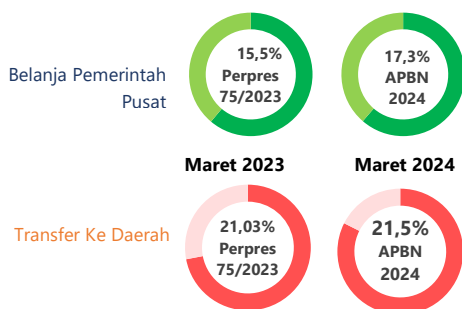 Belanja Pemerintah
Pusat
15,5%
Perpres
75/2023
17,3%
APBN
2024
Maret 2023
Maret 2024
Transfer Ke Daerah
21,03%
Perpres
75/2023
21,5%
APBN
2024